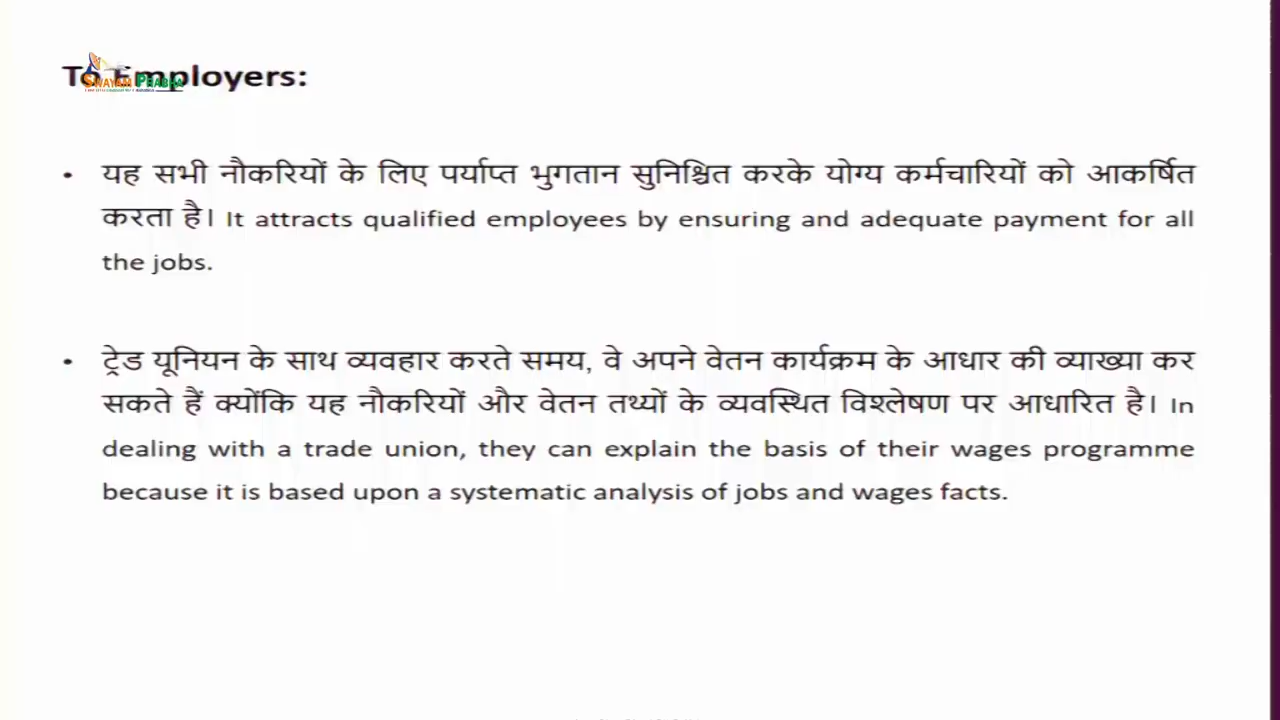 To Employers:
SWAYAM PRABHA
• यह सभी नौकरियों के लिए पर्याप्त भुगतान सुनिश्चित करके योग्य कर्मचारियों को आकर्षित
करता है। It attracts qualified employees by ensuring and adequate payment for all
the jobs.
• ट्रेड यूनियन के साथ व्यवहार करते समय, वे अपने वेतन कार्यक्रम के आधार की व्याख्या कर
सकते हैं क्योंकि यह नौकरियों और वेतन तथ्यों के व्यवस्थित विश्लेषण पर आधारित है। In
dealing with a trade union, they can explain the basis of their wages programme
because it is based upon a systematic analysis of jobs and wages facts.